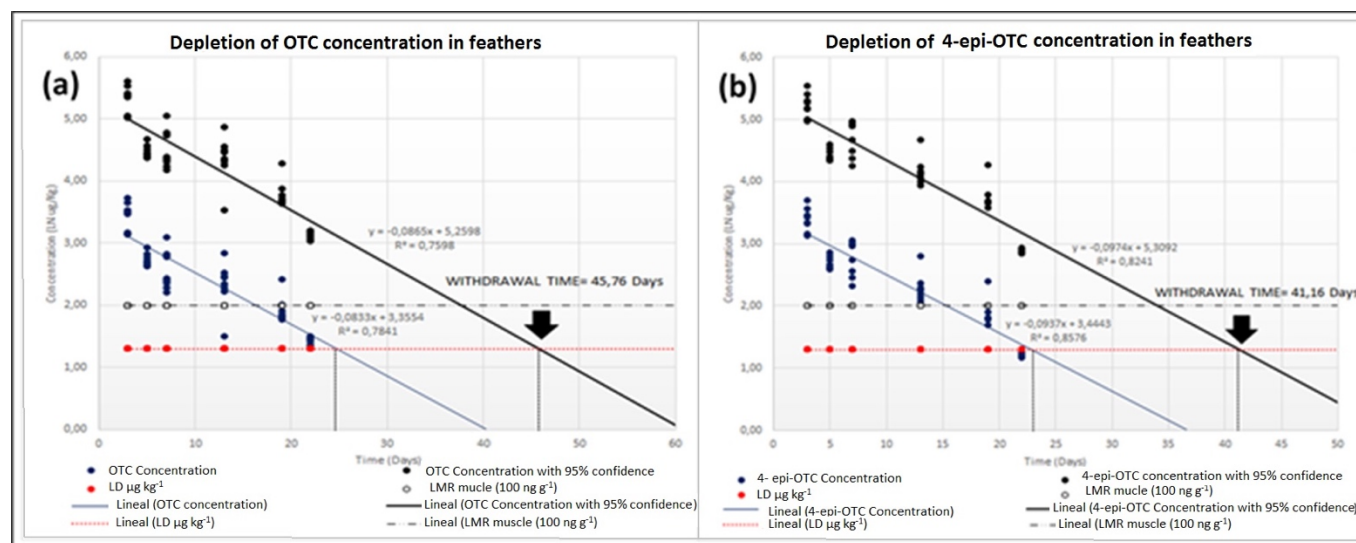 Depletion of OTC concentration in feathers
(a)
6,00
5,00
4,00
3,00
2,00
1,00
0,00
Concentration (LN ug/Kg)
y = -0,0865x + 5,2598
R² = 0,7598
WITHDRAWAL TIME= 45,76 Days
y = -0,0833x + 3,3554
R² = 0,7841
0 10 20 30 40 50 60
Time (Days)
OTC Concentration
OTC Concentration with 95% confidence
LD µg kg⁻¹
LMR mucle (100 ng g⁻¹)
Lineal (OTC concentration)
Lineal (OTC Concentration with 95% confidence)
Lineal (LD µg kg⁻¹)
Lineal (LMR muscle (100 ng g⁻¹)
Depletion of 4-epi-OTC concentration in feathers
(b)
6,00
5,00
4,00
3,00
2,00
1,00
0,00
Concentration (LN ug/Kg)
y = -0,0974x + 5,3092
R² = 0,8241
WITHDRAWAL TIME= 41,16 Days
y = -0,0937x + 3,4443
R² = 0,8576
0 5 10 15 20 25 30 35 40 45 50
Time (Days)
4- epi-OTC Concentration
4-epi-OTC Concentration with 95% confidence
LD µg kg⁻¹
LMR mucle (100 ng g⁻¹)
Lineal (4-epi-OTC Concentration)
Lineal (4-epi-OTC Concentration with 95% confidence)
Lineal (LD µg kg⁻¹)
Lineal (LMR muscle (100 ng g⁻¹)